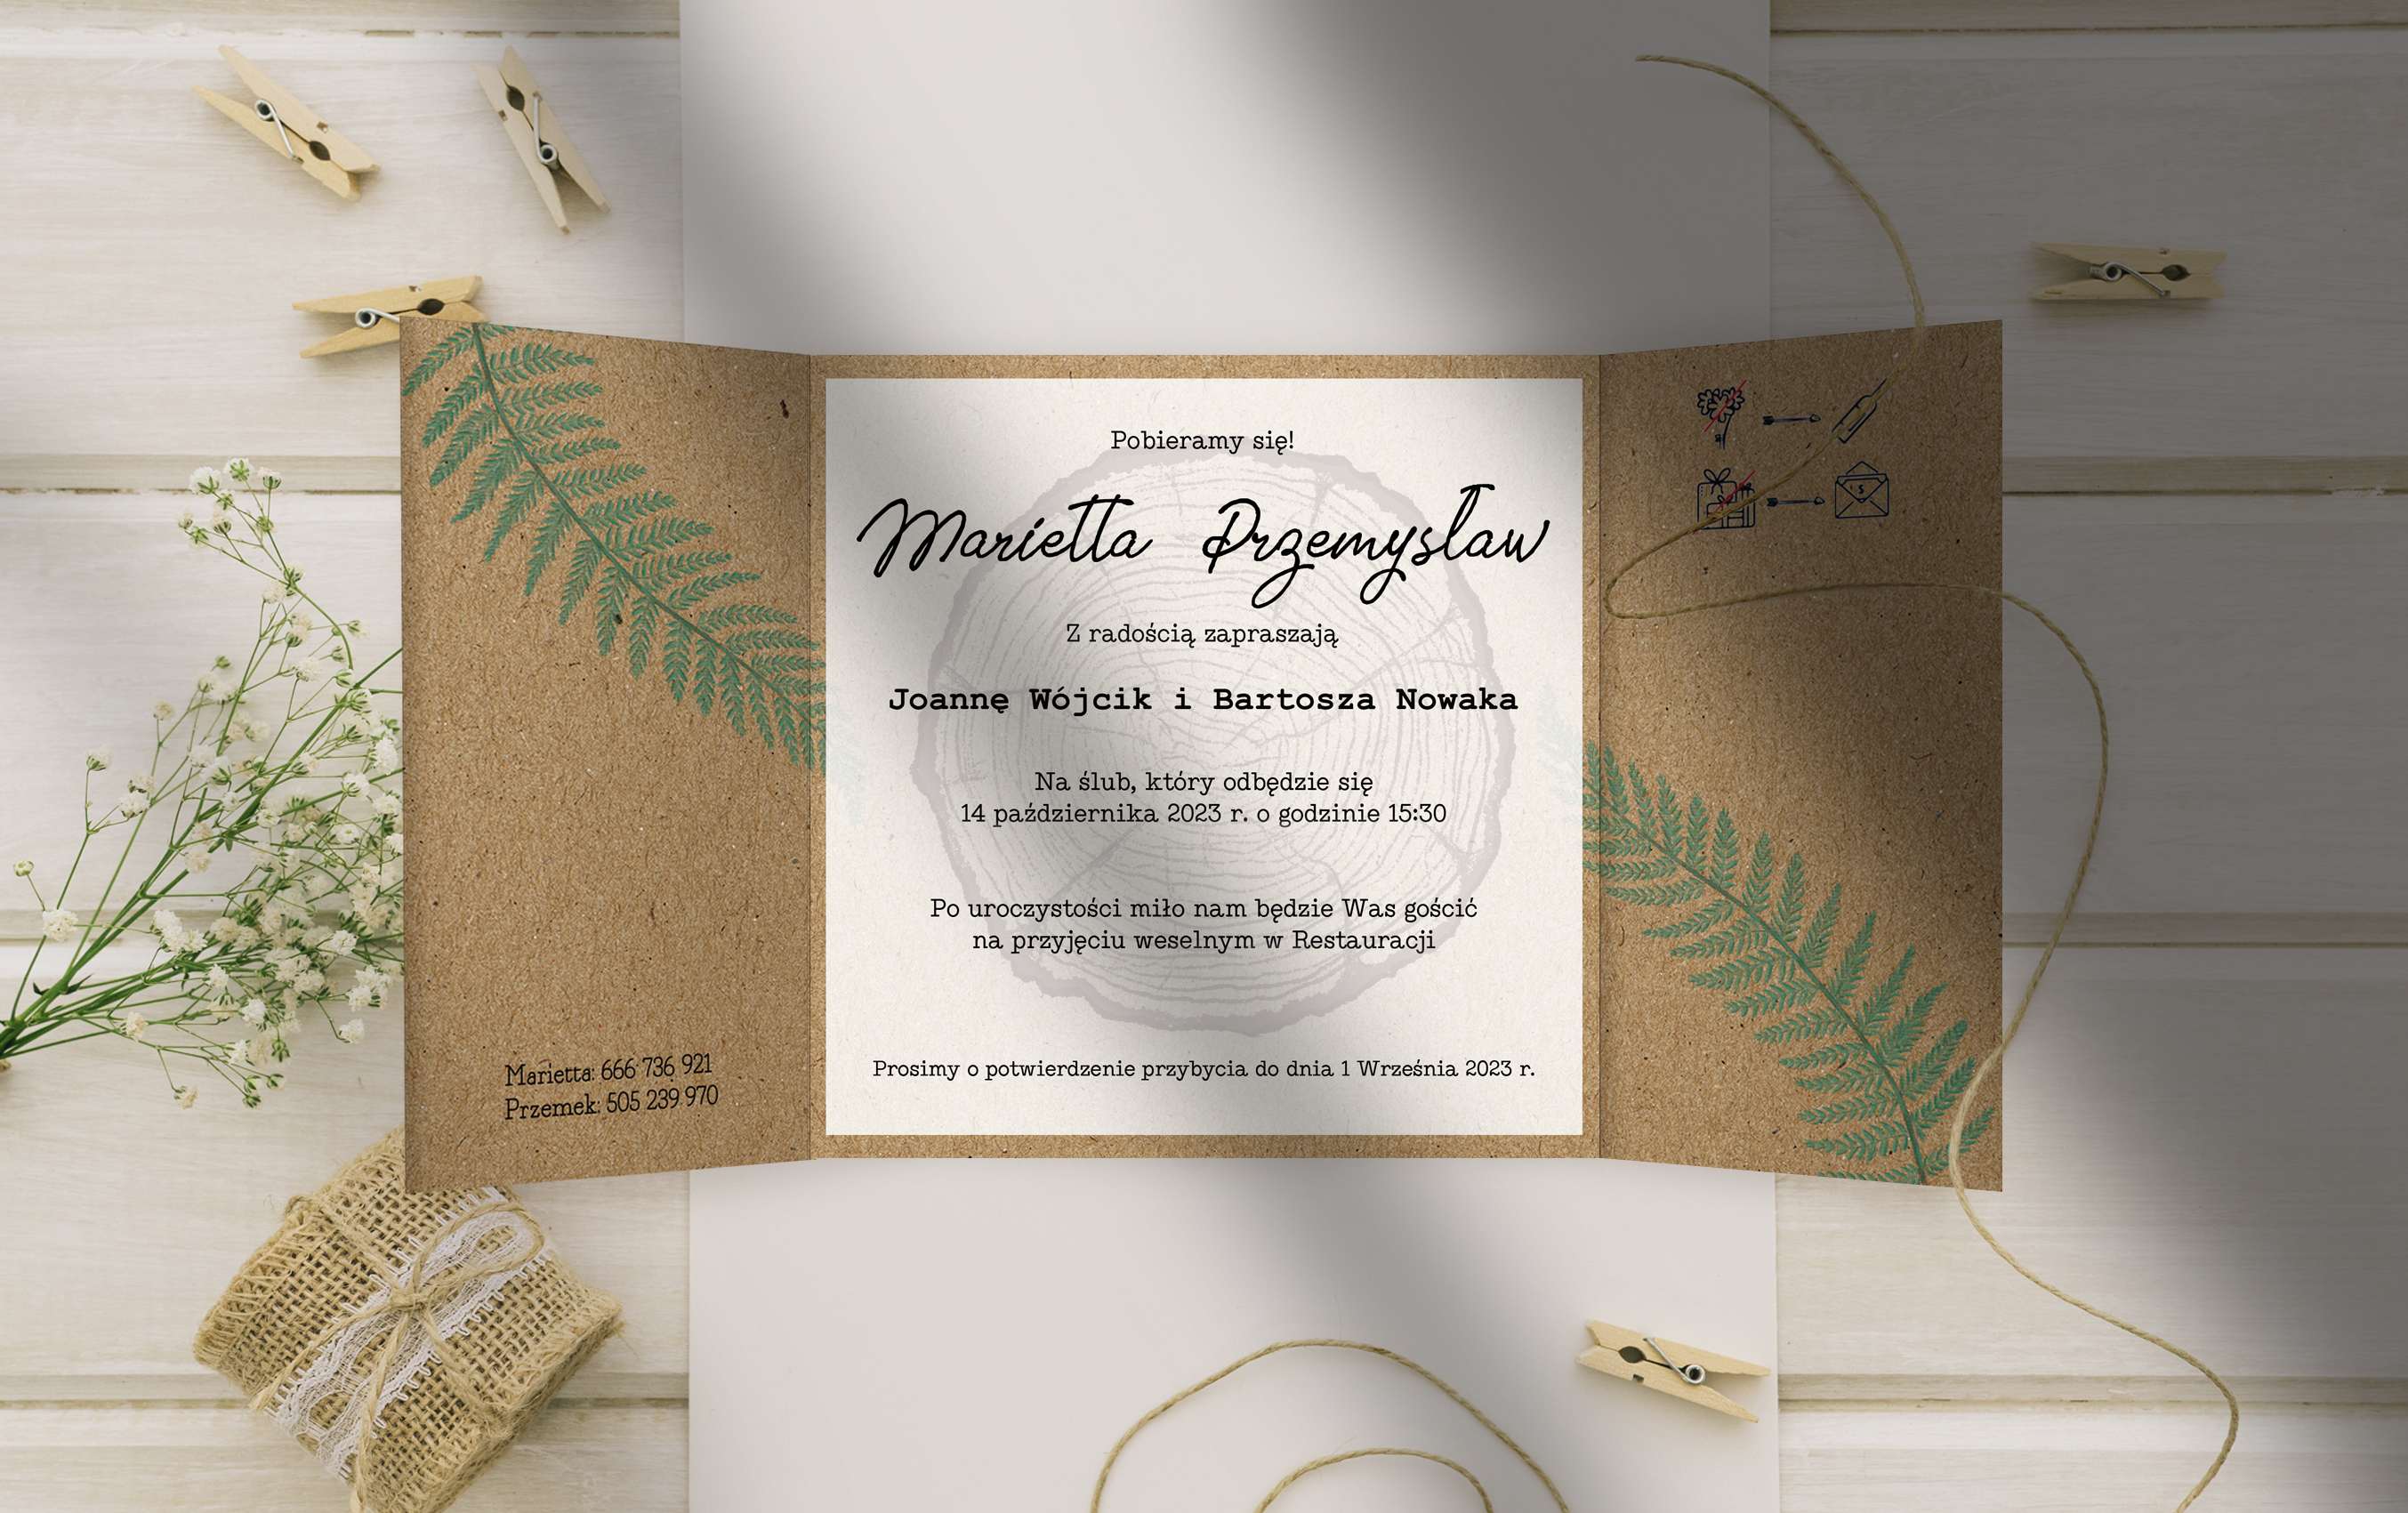 Pobieramy się!
Marietta Przemysław
Z radością zapraszają
Joannę Wójcik i Bartosza Nowaka
Na ślub, który odbędzie się
14 października 2023 r. o godzinie 15:30
Po uroczystości miło nam będzie Was gościć
na przyjęciu weselnym w Restauracji
Prosimy o potwierdzenie przybycia do dnia 1 Września 2023 r.
Marietta: 666 736 921
Przemek: 505 239 970
$